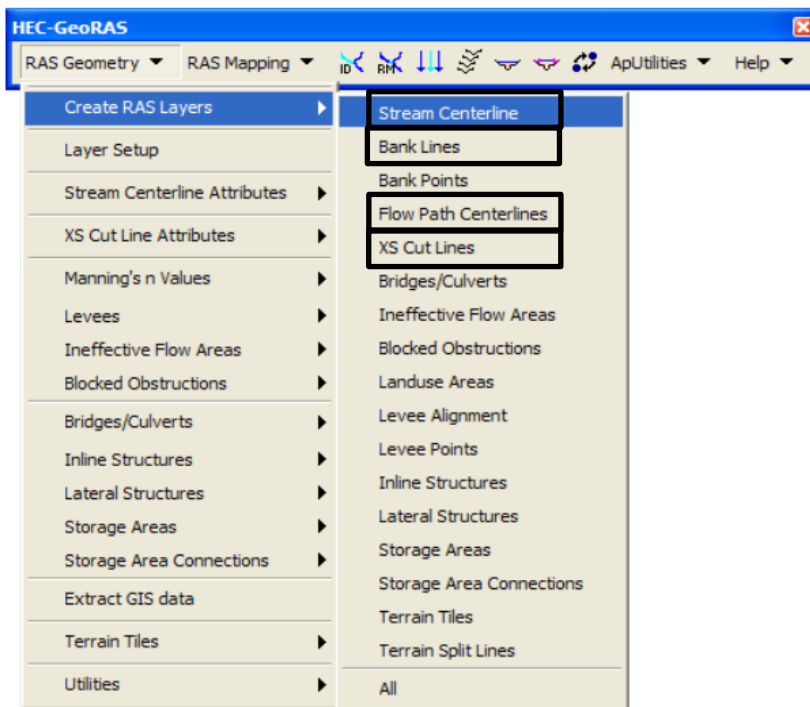 HEC-GeoRAS
RAS Geometry RAS Mapping ID RM ApUtilities Help
Create RAS Layers
Layer Setup
Stream Centerline Attributes
XS Cut Line Attributes
Manning's n Values
Levees
Ineffective Flow Areas
Blocked Obstructions
Bridges/Culverts
Inline Structures
Lateral Structures
Storage Areas
Storage Area Connections
Extract GIS data
Terrain Tiles
Utilities
Stream Centerline
Bank Lines
Bank Points
Flow Path Centerlines
XS Cut Lines
Bridges/Culverts
Ineffective Flow Areas
Blocked Obstructions
Landuse Areas
Levee Alignment
Levee Points
Inline Structures
Lateral Structures
Storage Areas
Storage Area Connections
Terrain Tiles
Terrain Split Lines
All